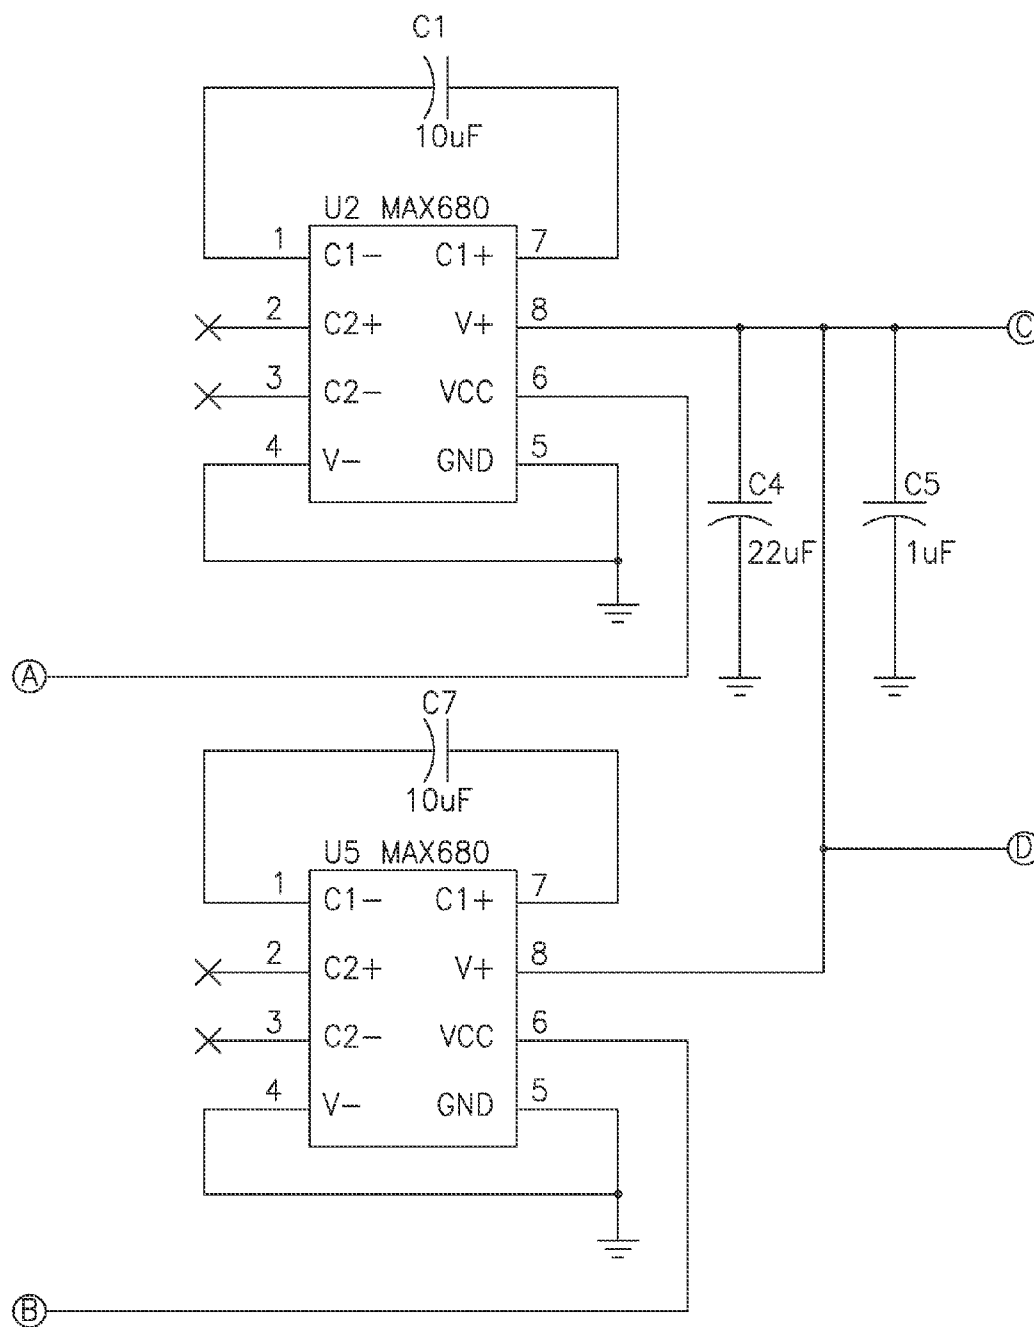 C1
10uF
U2 MAX680
1 C1- C1+ 7
2 C2+ V+ 8
3 C2- VCC 6
4 V- GND 5
C
C4
22uF
C5
1uF
A
C7
10uF
U5 MAX680
1 C1- C1+ 7
2 C2+ V+ 8
3 C2- VCC 6
4 V- GND 5
D
B